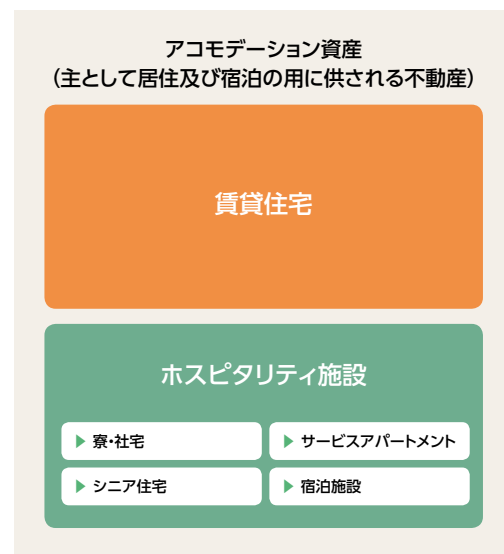 アコモデーション資産
（主として居住及び宿泊の用に供される不動産）
賃貸住宅
ホスピタリティ施設
▶ 寮・社宅
▶ サービスアパートメント
▶ シニア住宅
▶ 宿泊施設